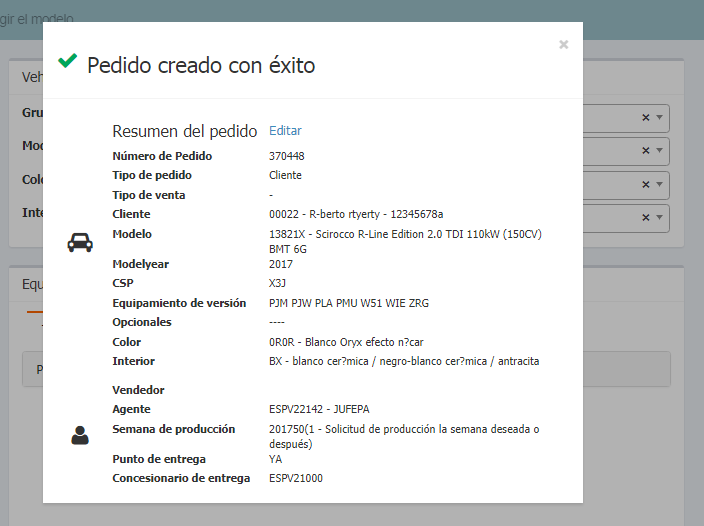 gir el modelo
Pedido creado con éxito
×
Veh
Gru
Mod
Colo
Inte
Resumen del pedido Editar
Número de Pedido 370448
Tipo de pedido Cliente
Tipo de venta -
Cliente 00022 - R-berto rtyerty - 12345678a
Modelo 13821X - Scirocco R-Line Edition 2.0 TDI 110kW (150CV)
BMT 6G
Modelyear 2017
CSP X3J
Equipamiento de versión PJM PJW PLA PMU W51 WIE ZRG
Opcionales ----
Color 0R0R - Blanco Oryx efecto n?car
Interior BX - blanco cer?mica / negro-blanco cer?mica / antracita
Equ
P
Vendedor
Agente ESPV22142 - JUFEPA
Semana de producción 201750(1 - Solicitud de producción la semana deseada o
después)
Punto de entrega YA
Concesionario de entrega ESPV21000